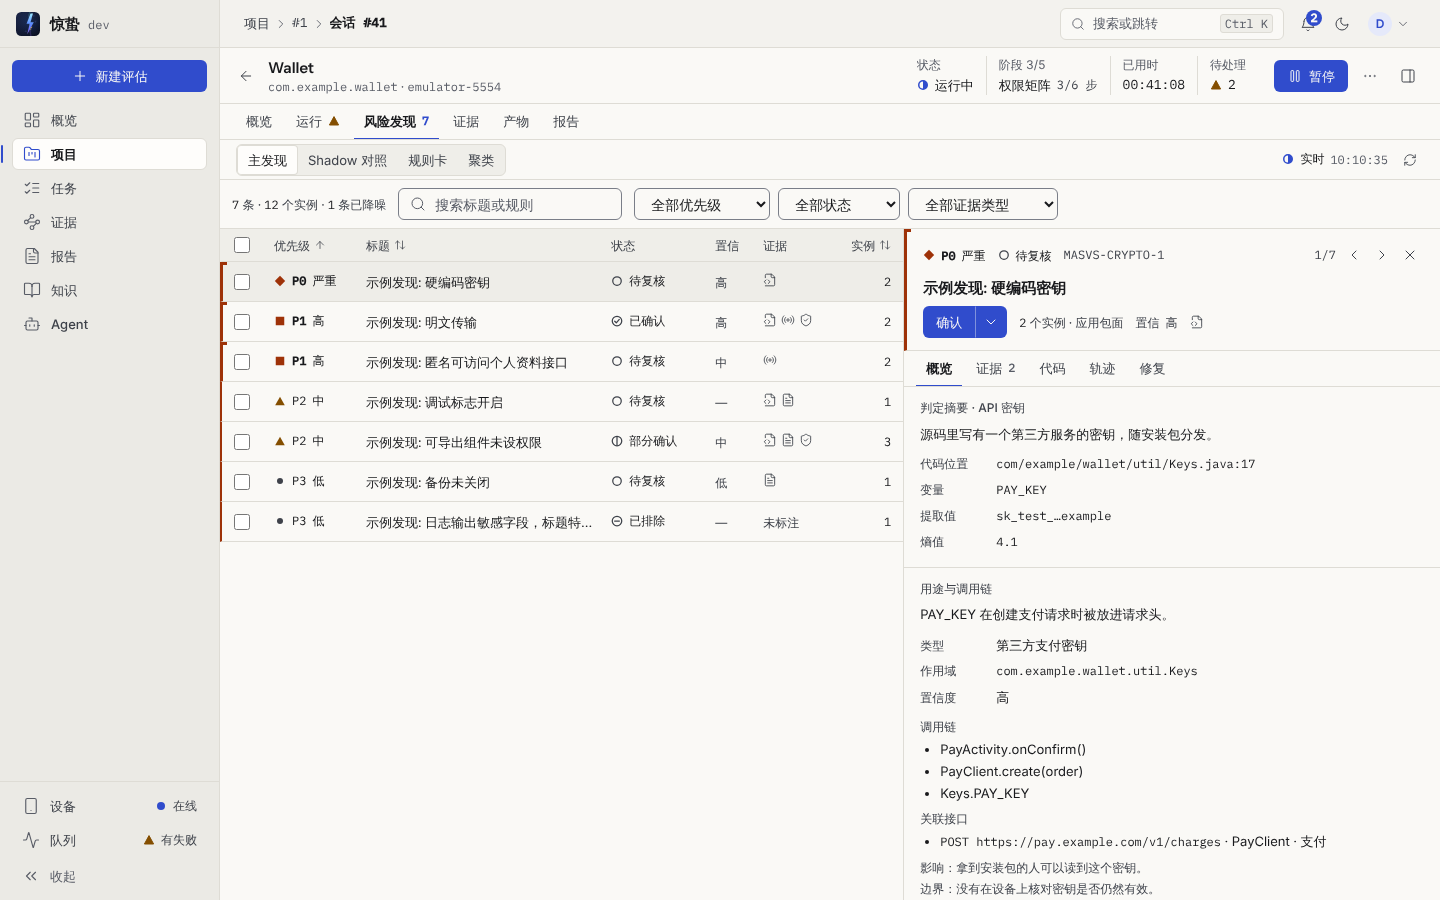 惊蛰 dev
项目 > #1 > 会话 #41
搜索或跳转 Ctrl K
2
D
新建评估
概览
项目
任务
证据
报告
知识
Agent
设备 在线
队列 有失败
收起
Wallet
com.example.wallet · emulator-5554
状态
运行中
阶段 3/5
权限矩阵 3/6 步
已用时
00:41:08
待处理
2
暂停
概览 运行 风险发现 7 证据 产物 报告
主发现 Shadow 对照 规则卡 聚类
实时 10:10:35
7 条 · 12 个实例 · 1 条已降噪 搜索标题或规则 全部优先级 全部状态 全部证据类型
优先级 标题 状态 置信 证据 实例
P0 严重 示例发现: 硬编码密钥 待复核 高 2
P1 高 示例发现: 明文传输 已确认 高 2
P1 高 示例发现: 匿名可访问个人资料接口 待复核 中 2
P2 中 示例发现: 调试标志开启 待复核 — 1
P2 中 示例发现: 可导出组件未设权限 部分确认 中 3
P3 低 示例发现: 备份未关闭 待复核 低 1
P3 低 示例发现: 日志输出敏感字段，标题特... 已排除 — 未标注 1
P0 严重 待复核 MASVS-CRYPTO-1 1/7
示例发现: 硬编码密钥
确认 2 个实例 · 应用包面 置信 高
概览 证据 2 代码 轨迹 修复
判定摘要 · API 密钥
源码里写有一个第三方服务的密钥，随安装包分发。
代码位置 com/example/wallet/util/Keys.java:17
变量 PAY_KEY
提取值 sk_test_…example
熵值 4.1
用途与调用链
PAY_KEY 在创建支付请求时被放进请求头。
类型 第三方支付密钥
作用域 com.example.wallet.util.Keys
置信度 高
调用链
• PayActivity.onConfirm()
• PayClient.create(order)
• Keys.PAY_KEY
关联接口
• POST https://pay.example.com/v1/charges · PayClient · 支付
影响：拿到安装包的人可以读到这个密钥。
边界：没有在设备上核对密钥是否仍然有效。